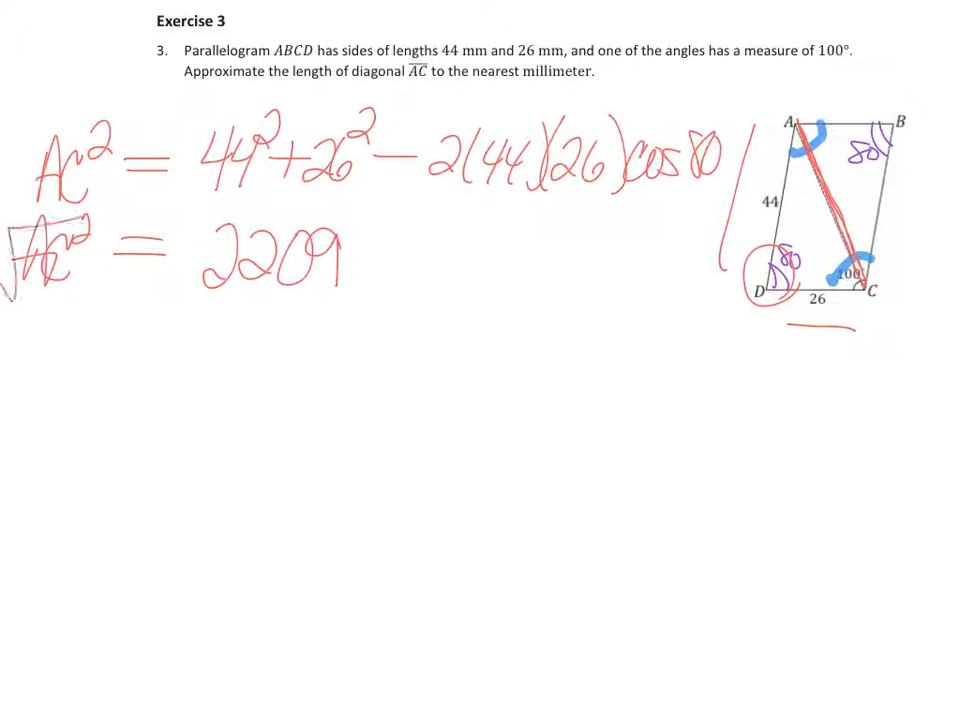 Exercise 3
3. Parallelogram ABCD has sides of lengths 44 mm and 26 mm, and one of the angles has a measure of 100°.
Approximate the length of diagonal A̅C̅ to the nearest millimeter.
AC² = 44² + 26² − 2(44)(26)cos 80
√AC² = 2209
A
B
80
44
80
100°
D
26
C